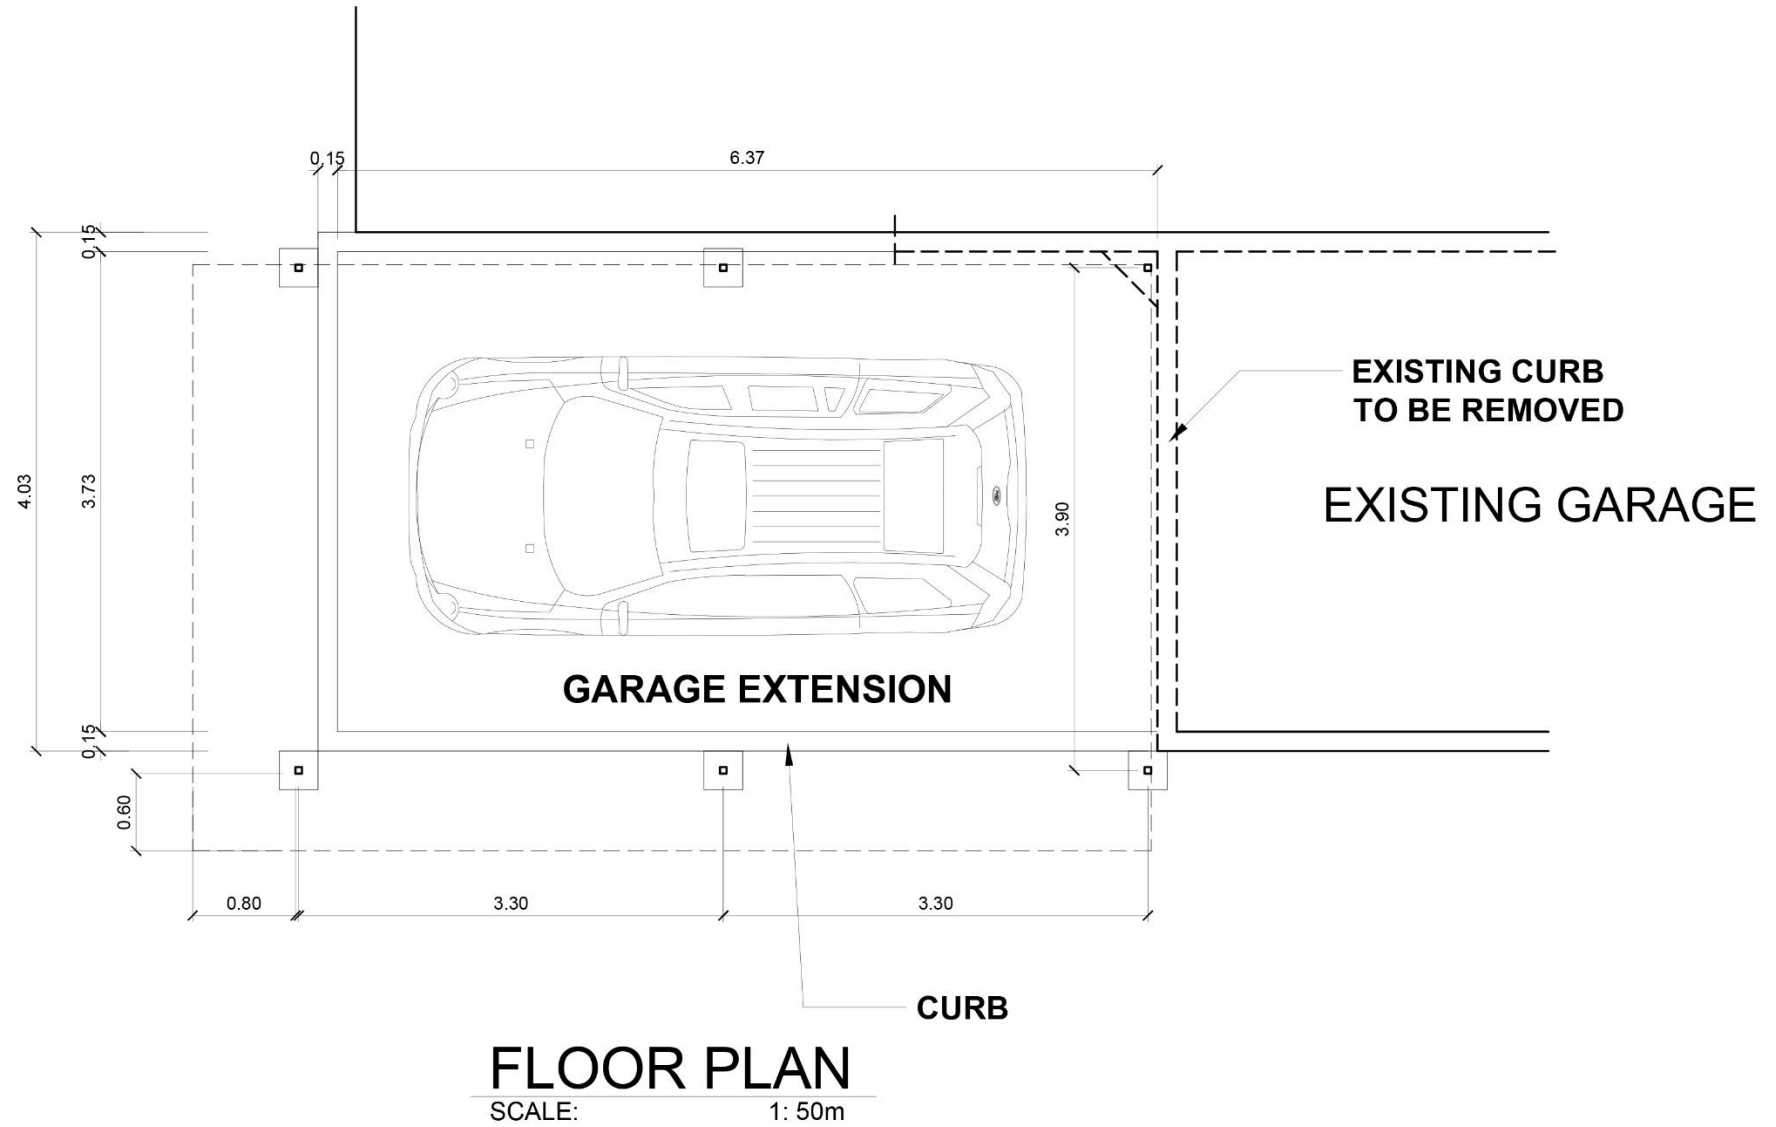 0.15
6.37
0.15
4.03
3.73
3.90
EXISTING CURB
TO BE REMOVED
EXISTING GARAGE
GARAGE EXTENSION
0.15
0.60
0.80
3.30
3.30
CURB
FLOOR PLAN
SCALE: 1: 50m